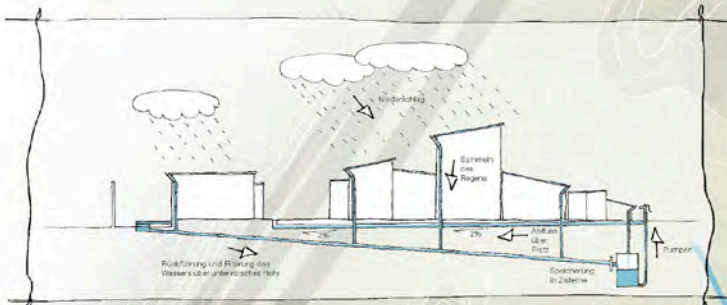 Niederschlag
Sammeln
des
Regens
2%
2%
Abfluss
über
Platz
Pumpen
Rückführung und Filterung des
Wassers über unterirdisches Rohr
Speicherung
in Zisterne